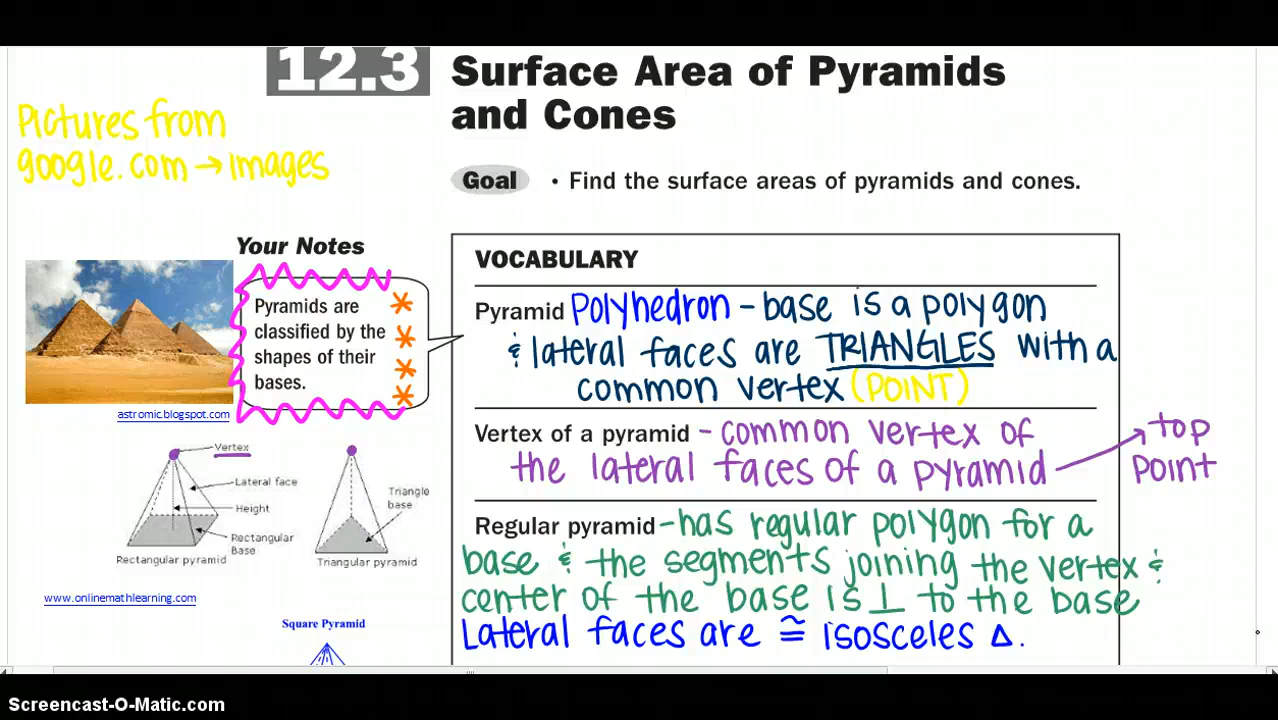 12.3
Surface Area of Pyramids
and Cones
Pictures from
google.com → images
Goal • Find the surface areas of pyramids and cones.
Your Notes
Pyramids are
classified by the
shapes of their
bases.
astromic.blogspot.com
VOCABULARY
Pyramid Polyhedron - base is a polygon
& lateral faces are TRIANGLES with a
common vertex (POINT)
Vertex of a pyramid - common vertex of
the lateral faces of a pyramid → top
point
Regular pyramid - has regular polygon for a
base & the segments joining the vertex &
center of the base is ⊥ to the base
Lateral faces are ≅ isosceles Δ.
Vertex
Lateral face
Height
Rectangular
Base
Rectangular pyramid
Triangle
base
Triangular pyramid
www.onlinemathlearning.com
Square Pyramid
Screencast-O-Matic.com